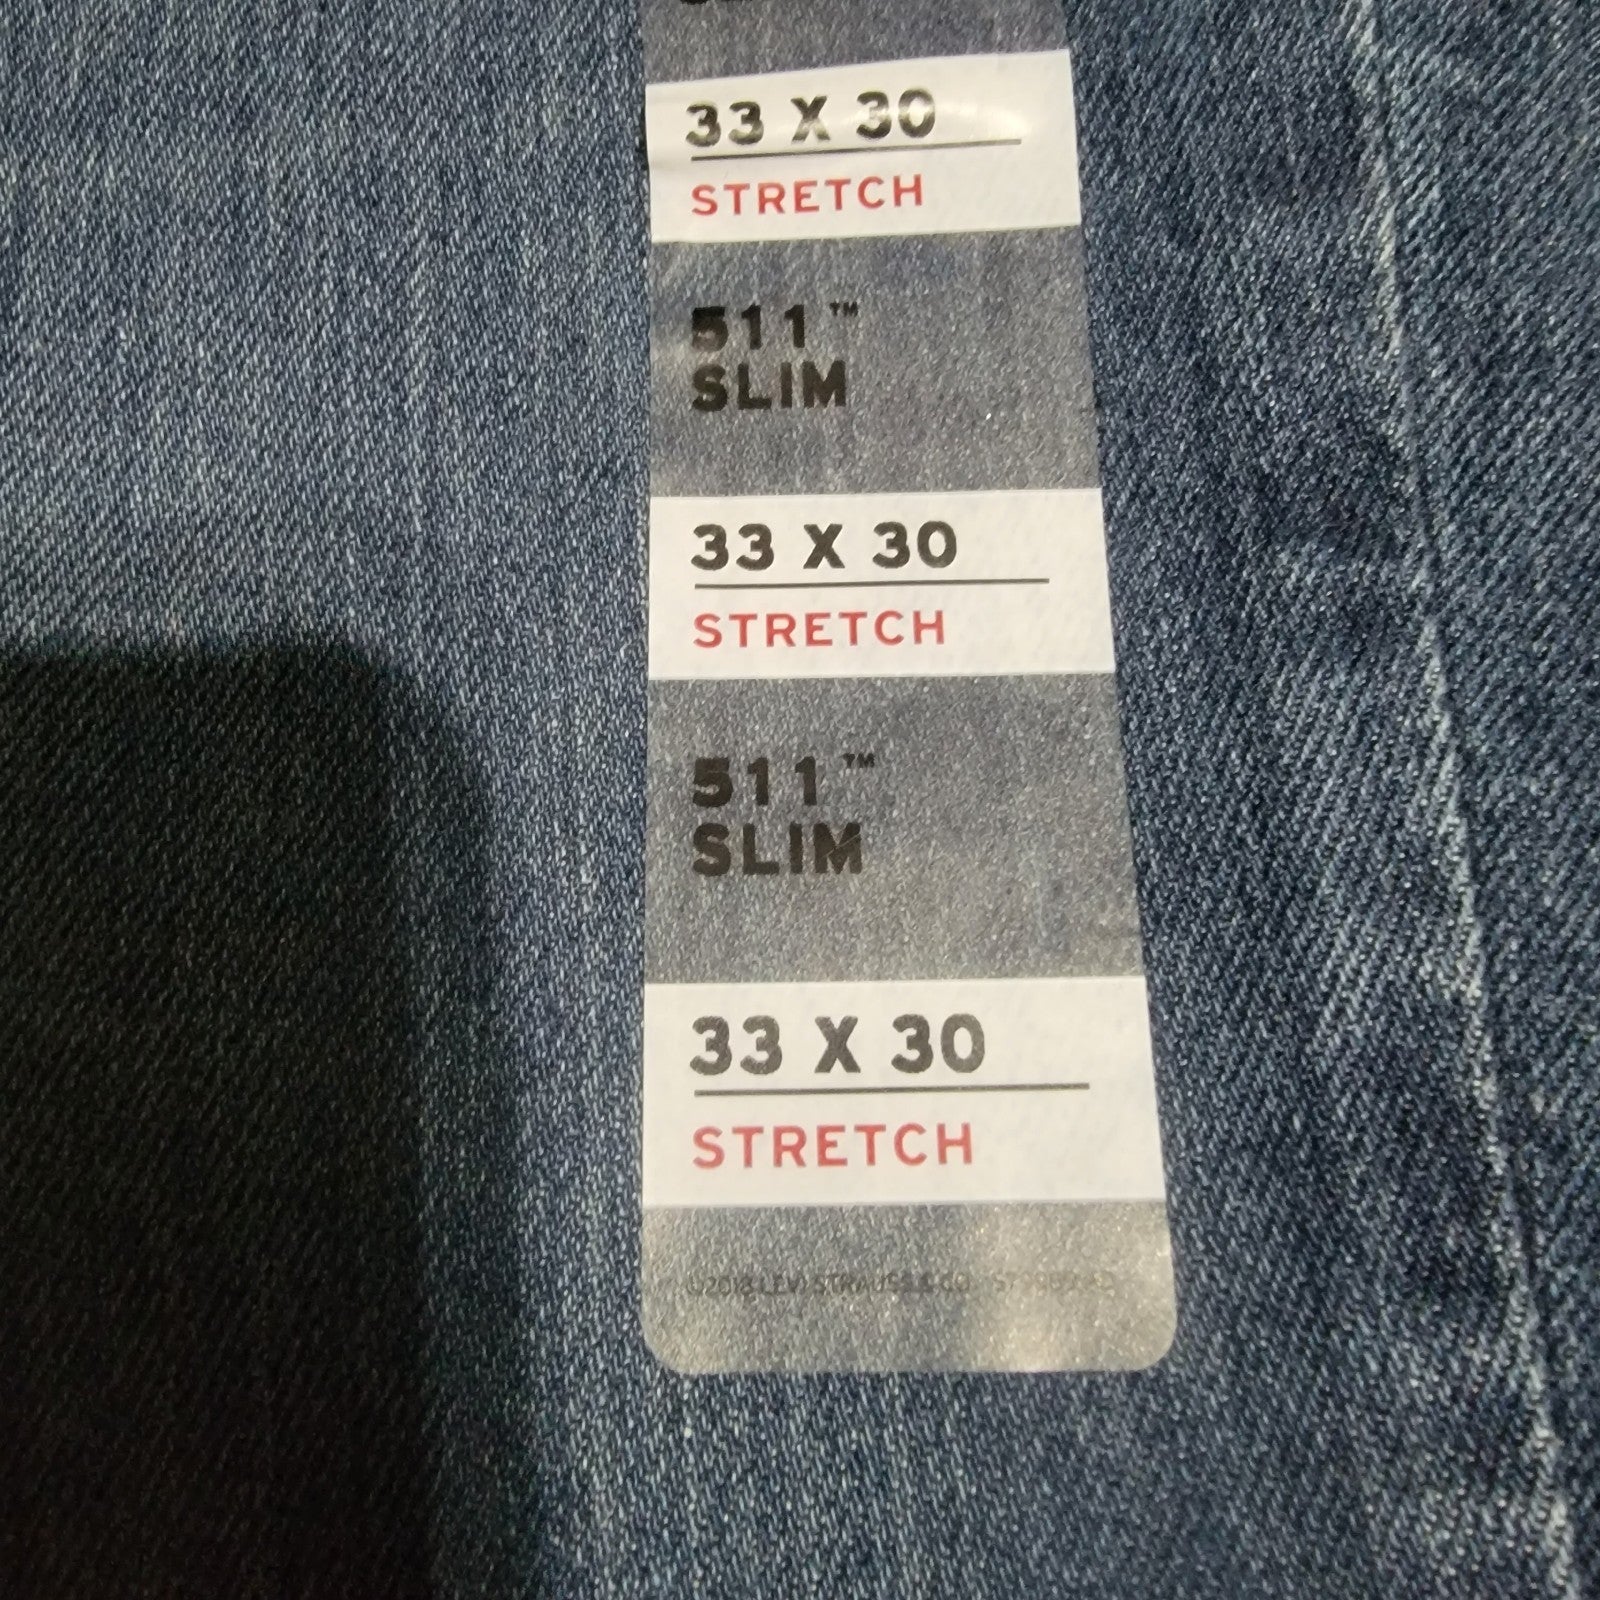 33 X 30
STRETCH
511™
SLIM
33 X 30
STRETCH
511™
SLIM
33 X 30
STRETCH
©2018 LEVI STRAUSS & CO.